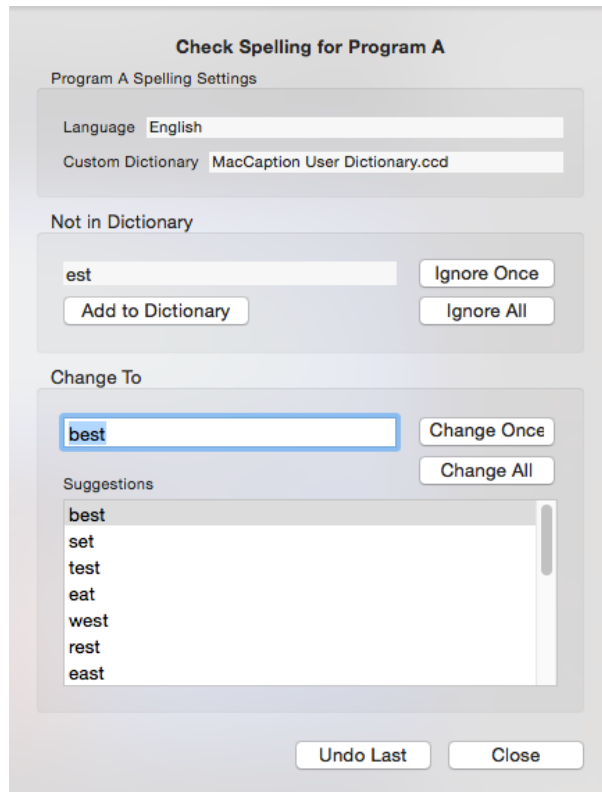 Check Spelling for Program A
Program A Spelling Settings
Language English
Custom Dictionary MacCaption User Dictionary.ccd
Not in Dictionary
est Ignore Once
Add to Dictionary Ignore All
Change To
best Change Once
Change All
Suggestions
best
set
test
eat
west
rest
east
Undo Last Close